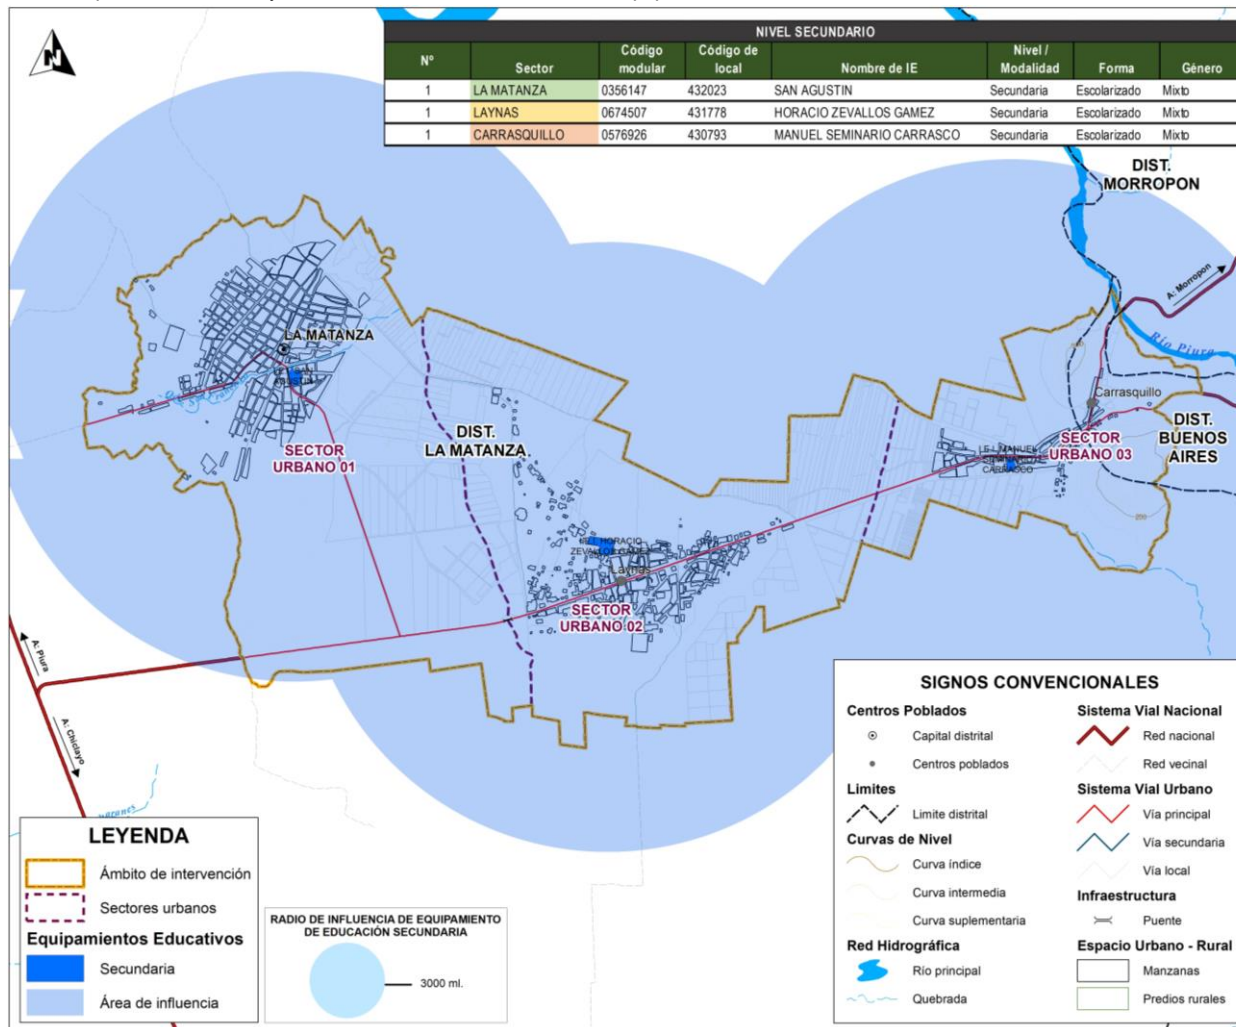 N
NIVEL SECUNDARIO
Nº Sector Código modular Código de local Nombre de IE Nivel / Modalidad Forma Género
1 LA MATANZA 0356147 432023 SAN AGUSTIN Secundaria Escolarizado Mixto
1 LAYNAS 0674507 431778 HORACIO ZEVALLOS GAMEZ Secundaria Escolarizado Mixto
1 CARRASQUILLO 0576926 430793 MANUEL SEMINARIO CARRASCO Secundaria Escolarizado Mixto
DIST.
MORROPON
A: Morropon
Río Piura
LA MATANZA
Carrasquillo
SECTOR
URBANO 01
DIST.
LA MATANZA
SECTOR
URBANO 03
DIST.
BUENOS
AIRES
I.E.I. MANUEL
SEMINARIO
CARRASCO
I.E.I. HORACIO
ZEVALLOS GAMEZ
Laynas
SECTOR
URBANO 02
A: Piura
A: Chiclayo
LEYENDA
Ámbito de intervención
Sectores urbanos
Equipamientos Educativos
Secundaria
Área de influencia
RADIO DE INFLUENCIA DE EQUIPAMIENTO
DE EDUCACIÓN SECUNDARIA
3000 ml.
SIGNOS CONVENCIONALES
Centros Poblados
Capital distrital
Centros poblados
Limites
Limite distrital
Curvas de Nivel
Curva índice
Curva intermedia
Curva suplementaria
Red Hidrográfica
Río principal
Quebrada
Sistema Vial Nacional
Red nacional
Red vecinal
Sistema Vial Urbano
Vía principal
Vía secundaria
Vía local
Infraestructura
Puente
Espacio Urbano - Rural
Manzanas
Predios rurales